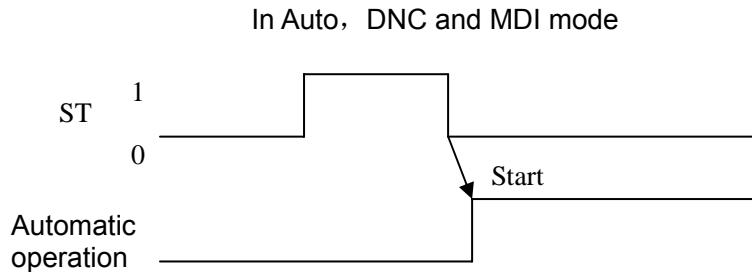 In Auto，DNC and MDI mode
1
ST
0
Start
Automatic
operation